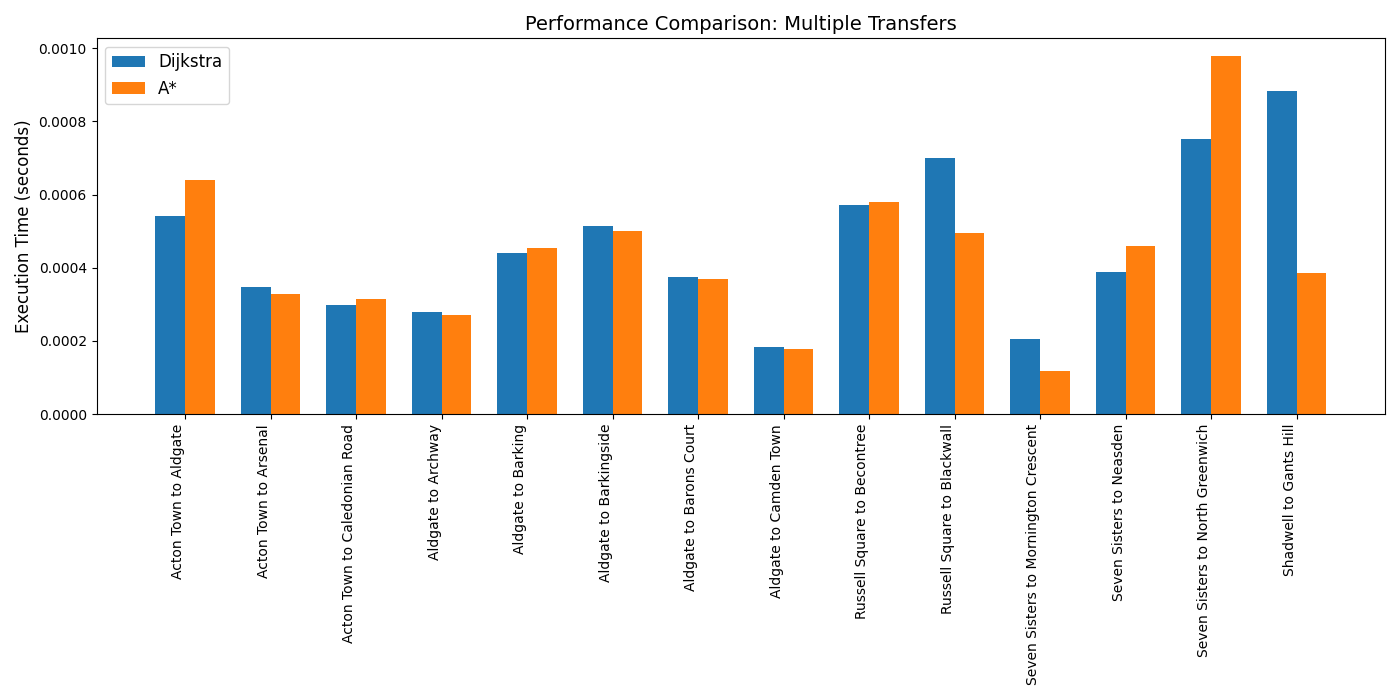 Performance Comparison: Multiple Transfers
Dijkstra
A*
Execution Time (seconds)
0.0010
0.0008
0.0006
0.0004
0.0002
0.0000
Acton Town to Aldgate
Acton Town to Arsenal
Acton Town to Caledonian Road
Aldgate to Archway
Aldgate to Barking
Aldgate to Barkingside
Aldgate to Barons Court
Aldgate to Camden Town
Russell Square to Becontree
Russell Square to Blackwall
Seven Sisters to Mornington Crescent
Seven Sisters to Neasden
Seven Sisters to North Greenwich
Shadwell to Gants Hill